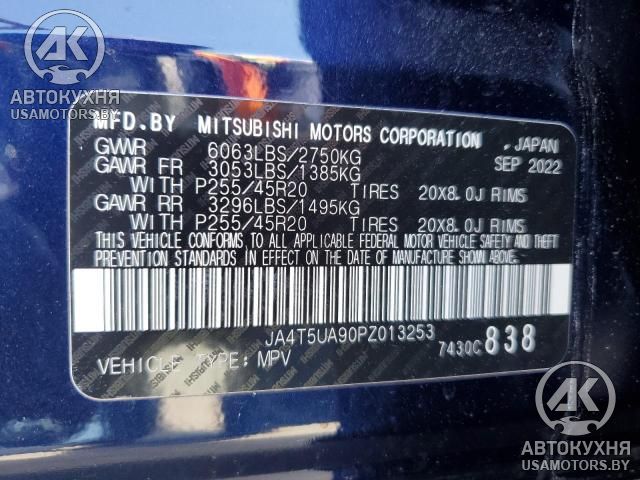 AK
АВТОКУХНЯ
USAMOTORS.BY
MFD.BY MITSUBISHI MOTORS CORPORATION . JAPAN
GVWR 6063LBS/2750KG SEP 2022
GAWR FR 3053LBS/1385KG
WITH P255/45R20 TIRES 20X8.0J RIMS
GAWR RR 3296LBS/1495KG
WITH P255/45R20 TIRES 20X8.0J RIMS
THIS VEHICLE CONFORMS TO ALL APPLICABLE FEDERAL MOTOR VEHICLE SAFETY AND THEFT
PREVENTION STANDARDS IN EFFECT ON THE DATE OF MANUFACTURE SHOWN ABOVE.
JA4T5UA90PZ013253
VEHICLE TYPE: MPV 7430C 838
AK
АВТОКУХНЯ
USAMOTORS.BY